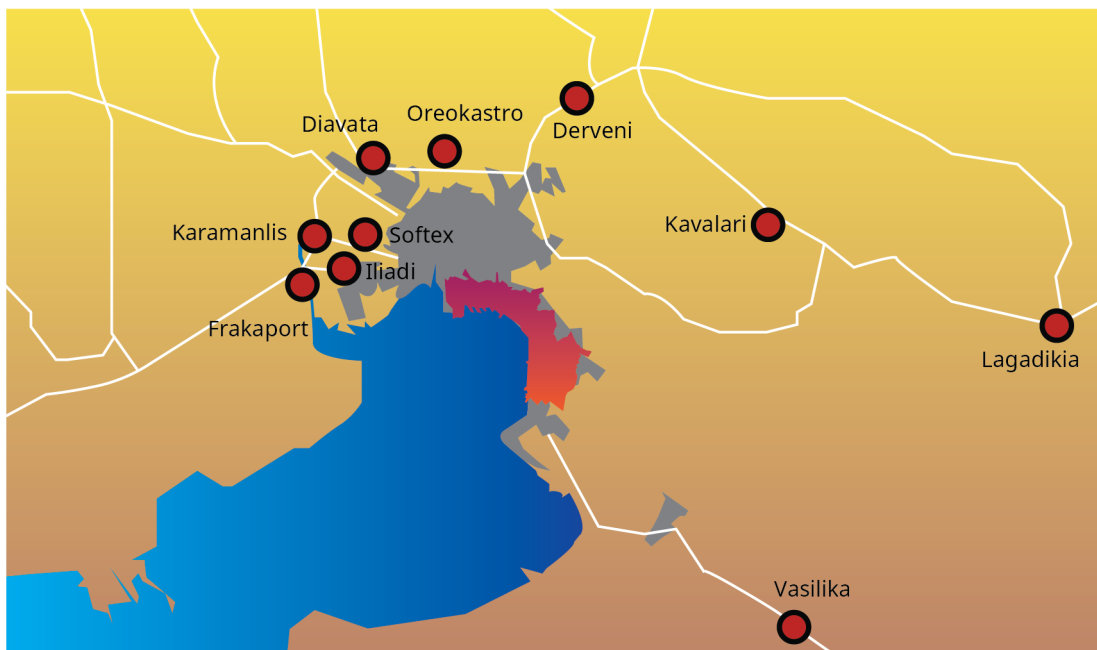 Oreokastro
Diavata
Derveni
Kavalari
Karamanlis
Softex
Iliadi
Frakaport
Lagadikia
Vasilika